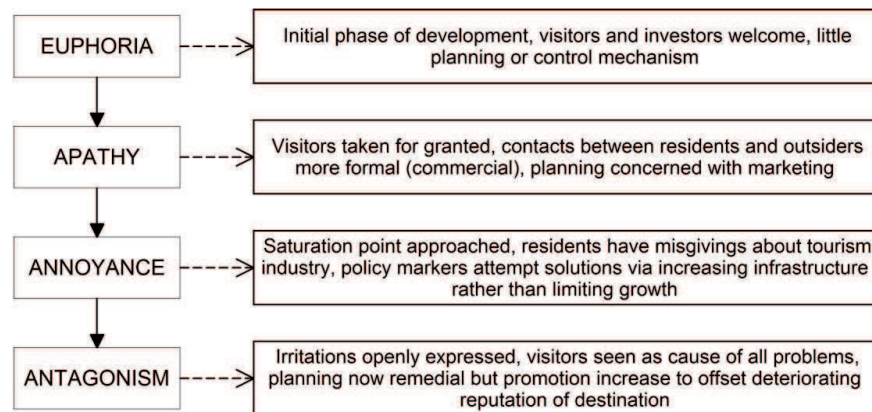 EUPHORIA
Initial phase of development, visitors and investors welcome, little
planning or control mechanism
APATHY
Visitors taken for granted, contacts between residents and outsiders
more formal (commercial), planning concerned with marketing
ANNOYANCE
Saturation point approached, residents have misgivings about tourism
industry, policy markers attempt solutions via increasing infrastructure
rather than limiting growth
ANTAGONISM
Irritations openly expressed, visitors seen as cause of all problems,
planning now remedial but promotion increase to offset deteriorating
reputation of destination